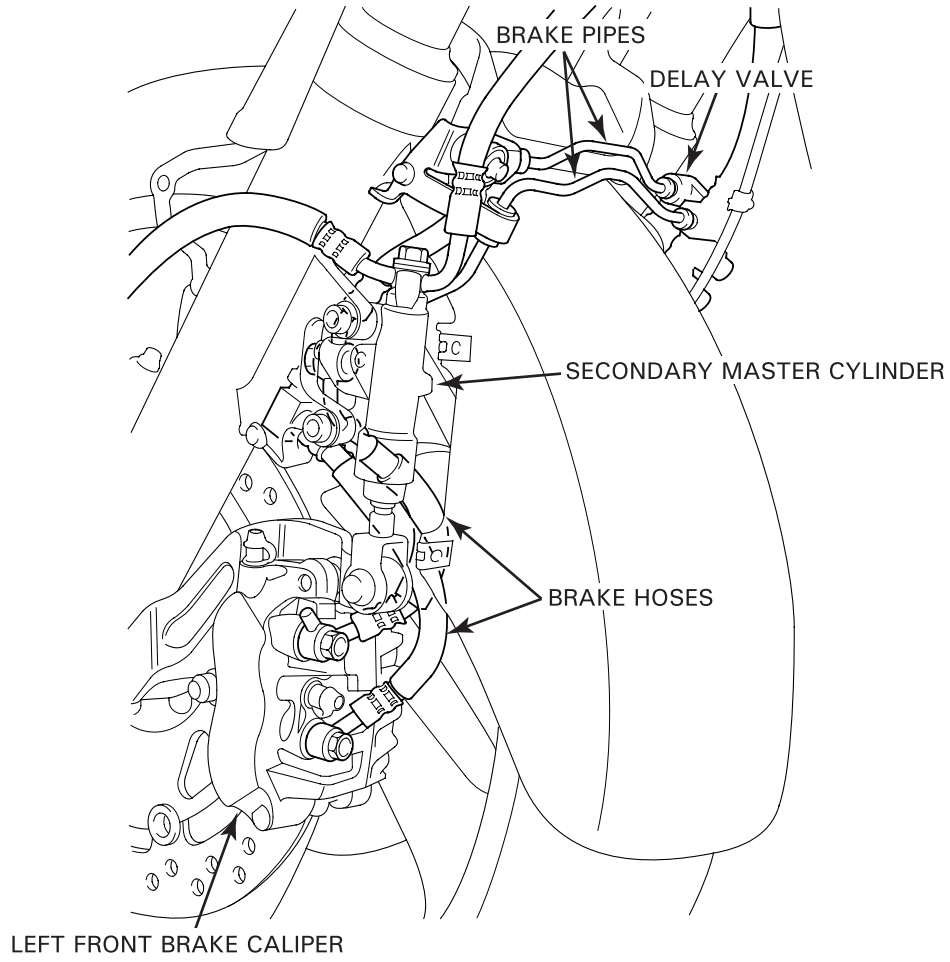 BRAKE PIPES
DELAY VALVE
SECONDARY MASTER CYLINDER
BRAKE HOSES
LEFT FRONT BRAKE CALIPER